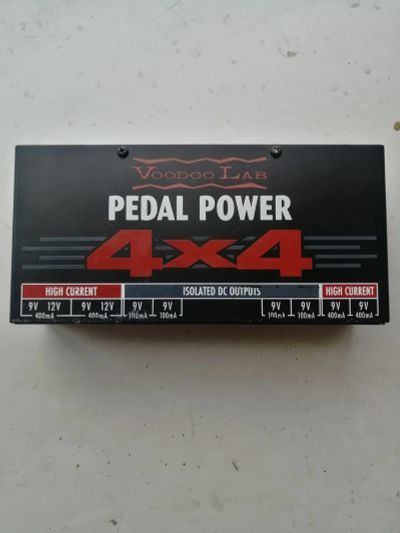 VOODOO LAB
PEDAL POWER
4x4
HIGH CURRENT ISOLATED DC OUTPUTS HIGH CURRENT
9V 12V 9V 12V 9V 9V 9V 9V 9V 9V
400mA 400mA 100mA 100mA 100mA 100mA 400mA 400mA